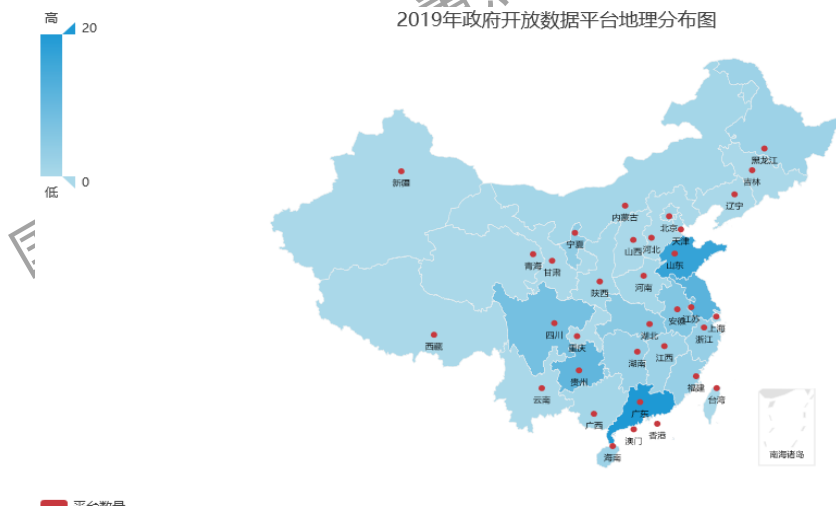 2019年政府开放数据平台地理分布图
高
20
0
低
黑龙江
吉林
新疆
辽宁
内蒙古
北京
天津
宁夏
山西
河北
山东
青海
甘肃
河南
陕西
安徽
江苏
上海
四川
湖北
浙江
西藏
重庆
湖南
江西
贵州
福建
云南
台湾
广东
广西
香港
澳门
南海诸岛
海南
平台数量